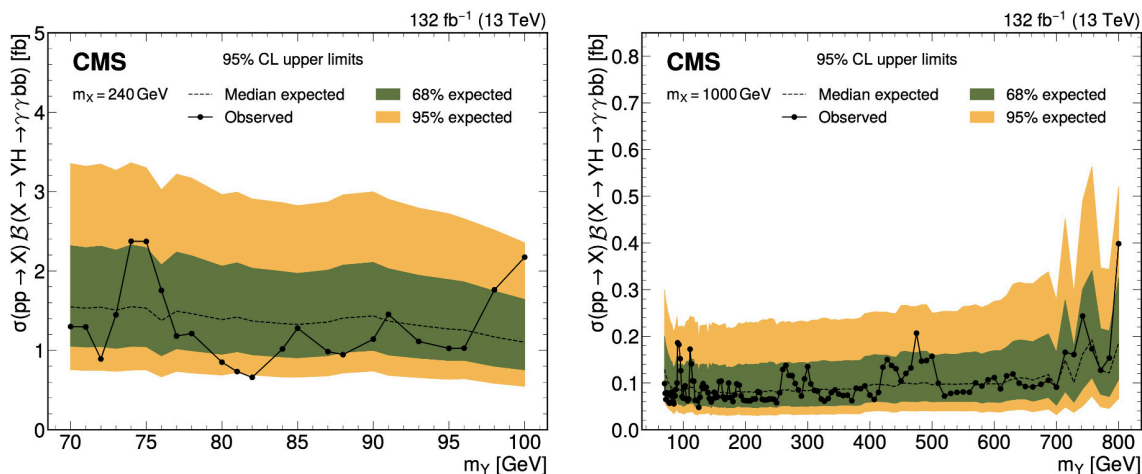 132 fb⁻¹ (13 TeV)
CMS
95% CL upper limits
m_X = 240 GeV
Median expected
68% expected
Observed
95% expected
σ(pp → X) ℬ(X → YH → γγbb) [fb]
5
4
3
2
1
0
70
75
80
85
90
95
100
m_Y [GeV]
132 fb⁻¹ (13 TeV)
CMS
95% CL upper limits
m_X = 1000 GeV
Median expected
68% expected
Observed
95% expected
σ(pp → X) ℬ(X → YH → γγbb) [fb]
0.8
0.7
0.6
0.5
0.4
0.3
0.2
0.1
0.0
100
200
300
400
500
600
700
800
m_Y [GeV]